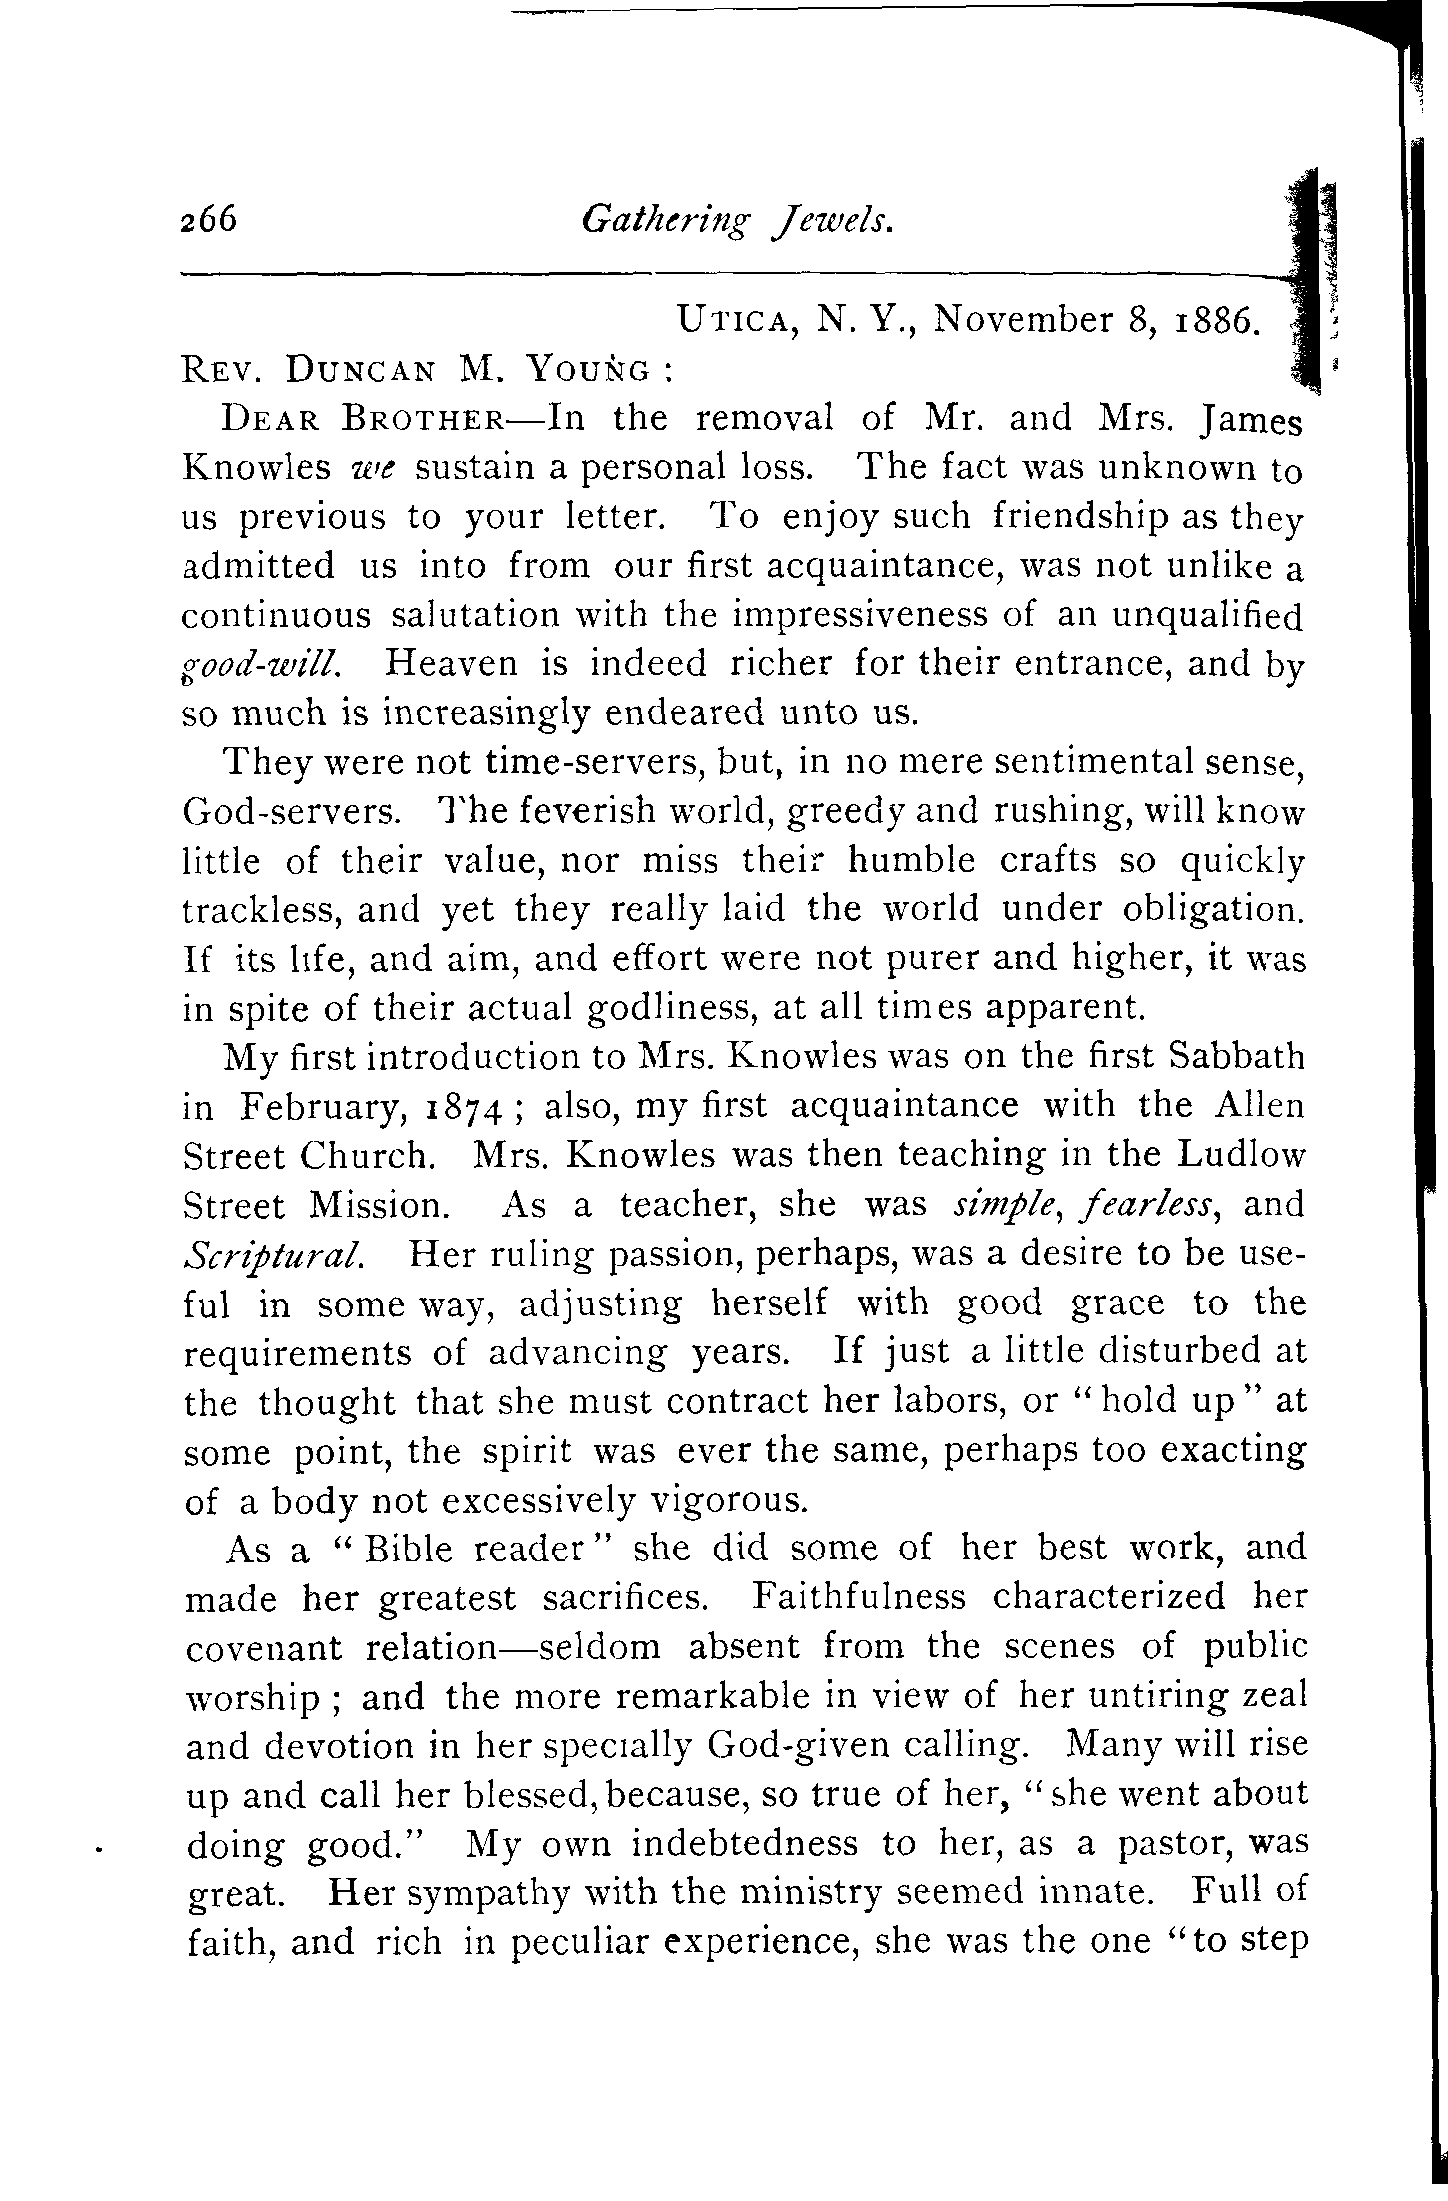 266 Gathering Jewels.
UTICA, N. Y., November 8, 1886.
REV. DUNCAN M. YOUNG :
DEAR BROTHER—In the removal of Mr. and Mrs. James
Knowles we sustain a personal loss. The fact was unknown to
us previous to your letter. To enjoy such friendship as they
admitted us into from our first acquaintance, was not unlike a
continuous salutation with the impressiveness of an unqualified
good-will. Heaven is indeed richer for their entrance, and by
so much is increasingly endeared unto us.
They were not time-servers, but, in no mere sentimental sense,
God-servers. The feverish world, greedy and rushing, will know
little of their value, nor miss their humble crafts so quickly
trackless, and yet they really laid the world under obligation.
If its life, and aim, and effort were not purer and higher, it was
in spite of their actual godliness, at all times apparent.
My first introduction to Mrs. Knowles was on the first Sabbath
in February, 1874 ; also, my first acquaintance with the Allen
Street Church. Mrs. Knowles was then teaching in the Ludlow
Street Mission. As a teacher, she was simple, fearless, and
Scriptural. Her ruling passion, perhaps, was a desire to be use-
ful in some way, adjusting herself with good grace to the
requirements of advancing years. If just a little disturbed at
the thought that she must contract her labors, or “ hold up ” at
some point, the spirit was ever the same, perhaps too exacting
of a body not excessively vigorous.
As a “ Bible reader ” she did some of her best work, and
made her greatest sacrifices. Faithfulness characterized her
covenant relation—seldom absent from the scenes of public
worship ; and the more remarkable in view of her untiring zeal
and devotion in her specially God-given calling. Many will rise
up and call her blessed, because, so true of her, “ she went about
doing good.” My own indebtedness to her, as a pastor, was
great. Her sympathy with the ministry seemed innate. Full of
faith, and rich in peculiar experience, she was the one “to step